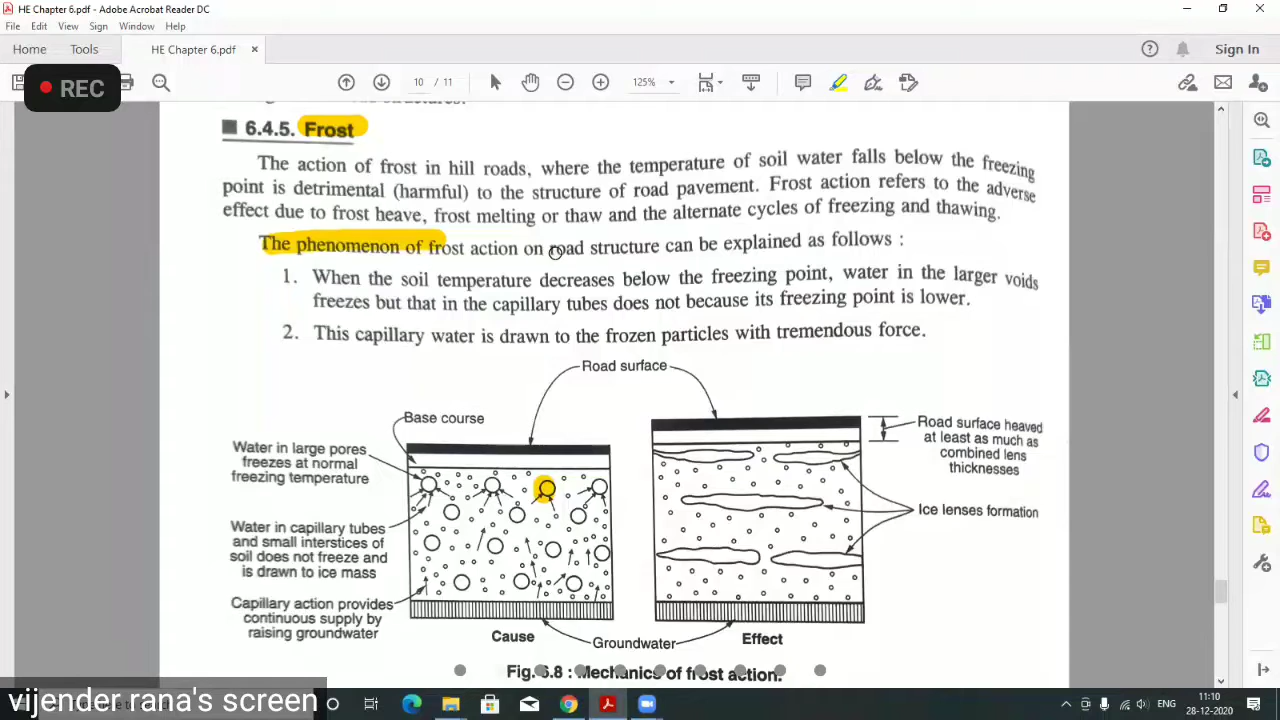 HE Chapter 6.pdf - Adobe Acrobat Reader DC
File Edit View Sign Window Help
Home Tools HE Chapter 6.pdf × Sign In
REC
10 / 11 125%
6.4.5. Frost
The action of frost in hill roads, where the temperature of soil water falls below the freezing
point is detrimental (harmful) to the structure of road pavement. Frost action refers to the adverse
effect due to frost heave, frost melting or thaw and the alternate cycles of freezing and thawing.
The phenomenon of frost action on road structure can be explained as follows :
1. When the soil temperature decreases below the freezing point, water in the larger voids
freezes but that in the capillary tubes does not because its freezing point is lower.
2. This capillary water is drawn to the frozen particles with tremendous force.
Road surface
Base course
Water in large pores
freezes at normal
freezing temperature
Water in capillary tubes
and small interstices of
soil does not freeze and
is drawn to ice mass
Capillary action provides
continuous supply by
raising groundwater
Road surface heaved
at least as much as
combined lens
thicknesses
Ice lenses formation
Cause
Groundwater
Effect
Fig. 6.8 : Mechanics of frost action.
vijender.rana's screen
ENG
11:10
28-12-2020